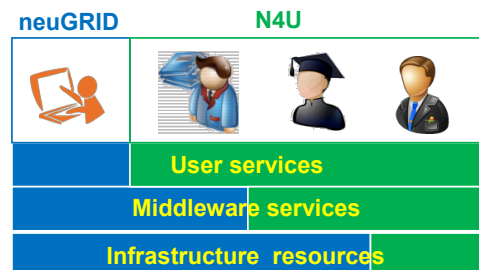 neuGRID
N4U
User services
Middleware services
Infrastructure resources